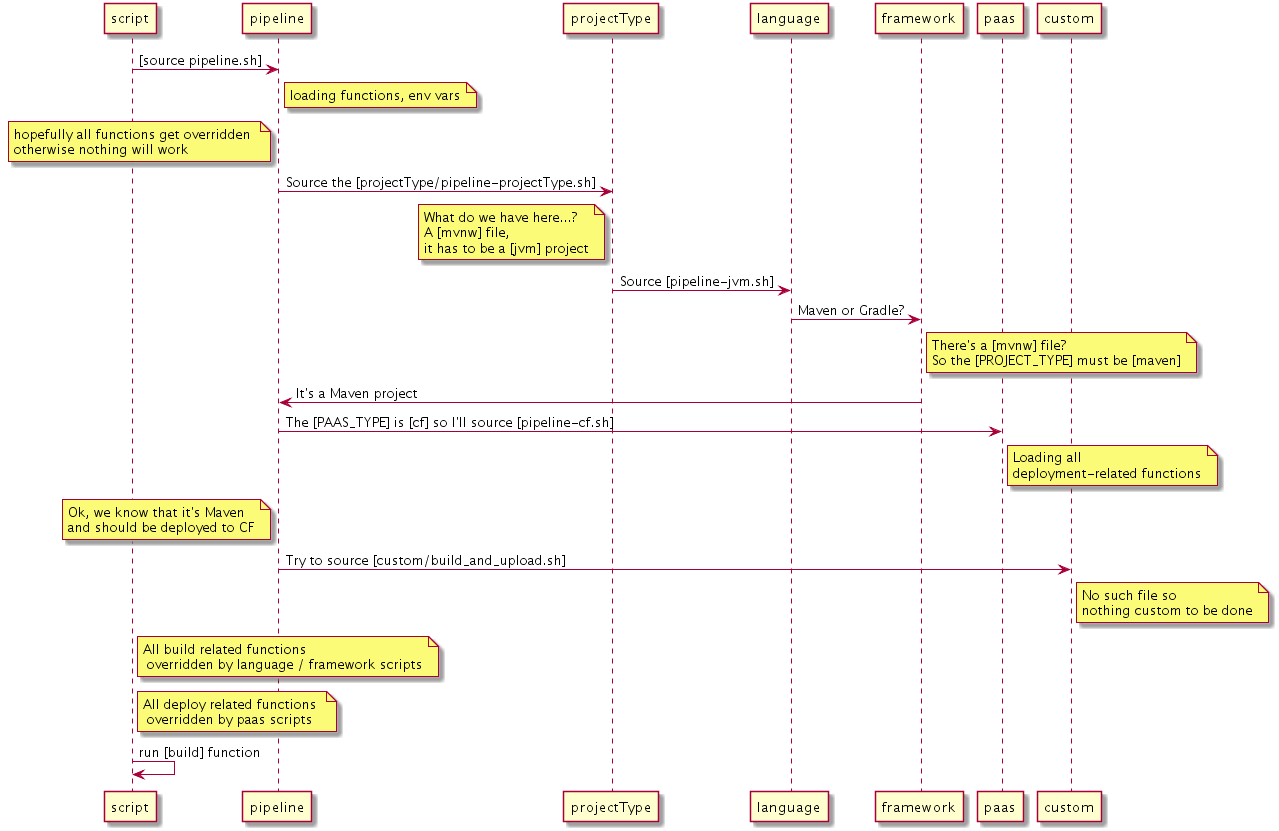 script
pipeline
projectType
language
framework
paas
custom
[source pipeline.sh]
loading functions, env vars
hopefully all functions get overridden
otherwise nothing will work
Source the [projectType/pipeline-projectType.sh]
What do we have here...?
A [mvnw] file,
it has to be a [jvm] project
Source [pipeline-jvm.sh]
Maven or Gradle?
There's a [mvnw] file?
So the [PROJECT_TYPE] must be [maven]
It's a Maven project
The [PAAS_TYPE] is [cf] so I'll source [pipeline-cf.sh]
Loading all
deployment-related functions
Ok, we know that it's Maven
and should be deployed to CF
Try to source [custom/build_and_upload.sh]
No such file so
nothing custom to be done
All build related functions
overridden by language / framework scripts
All deploy related functions
overridden by paas scripts
run [build] function
script
pipeline
projectType
language
framework
paas
custom